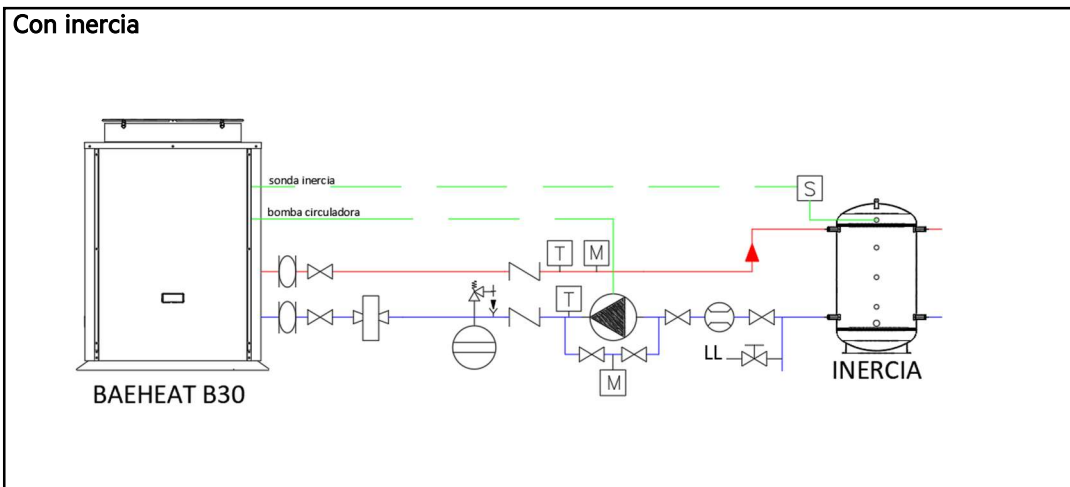 Con inercia
sonda inercia
S
bomba circuladora
T
M
T
LL
M
BAEHEAT B30
INERCIA